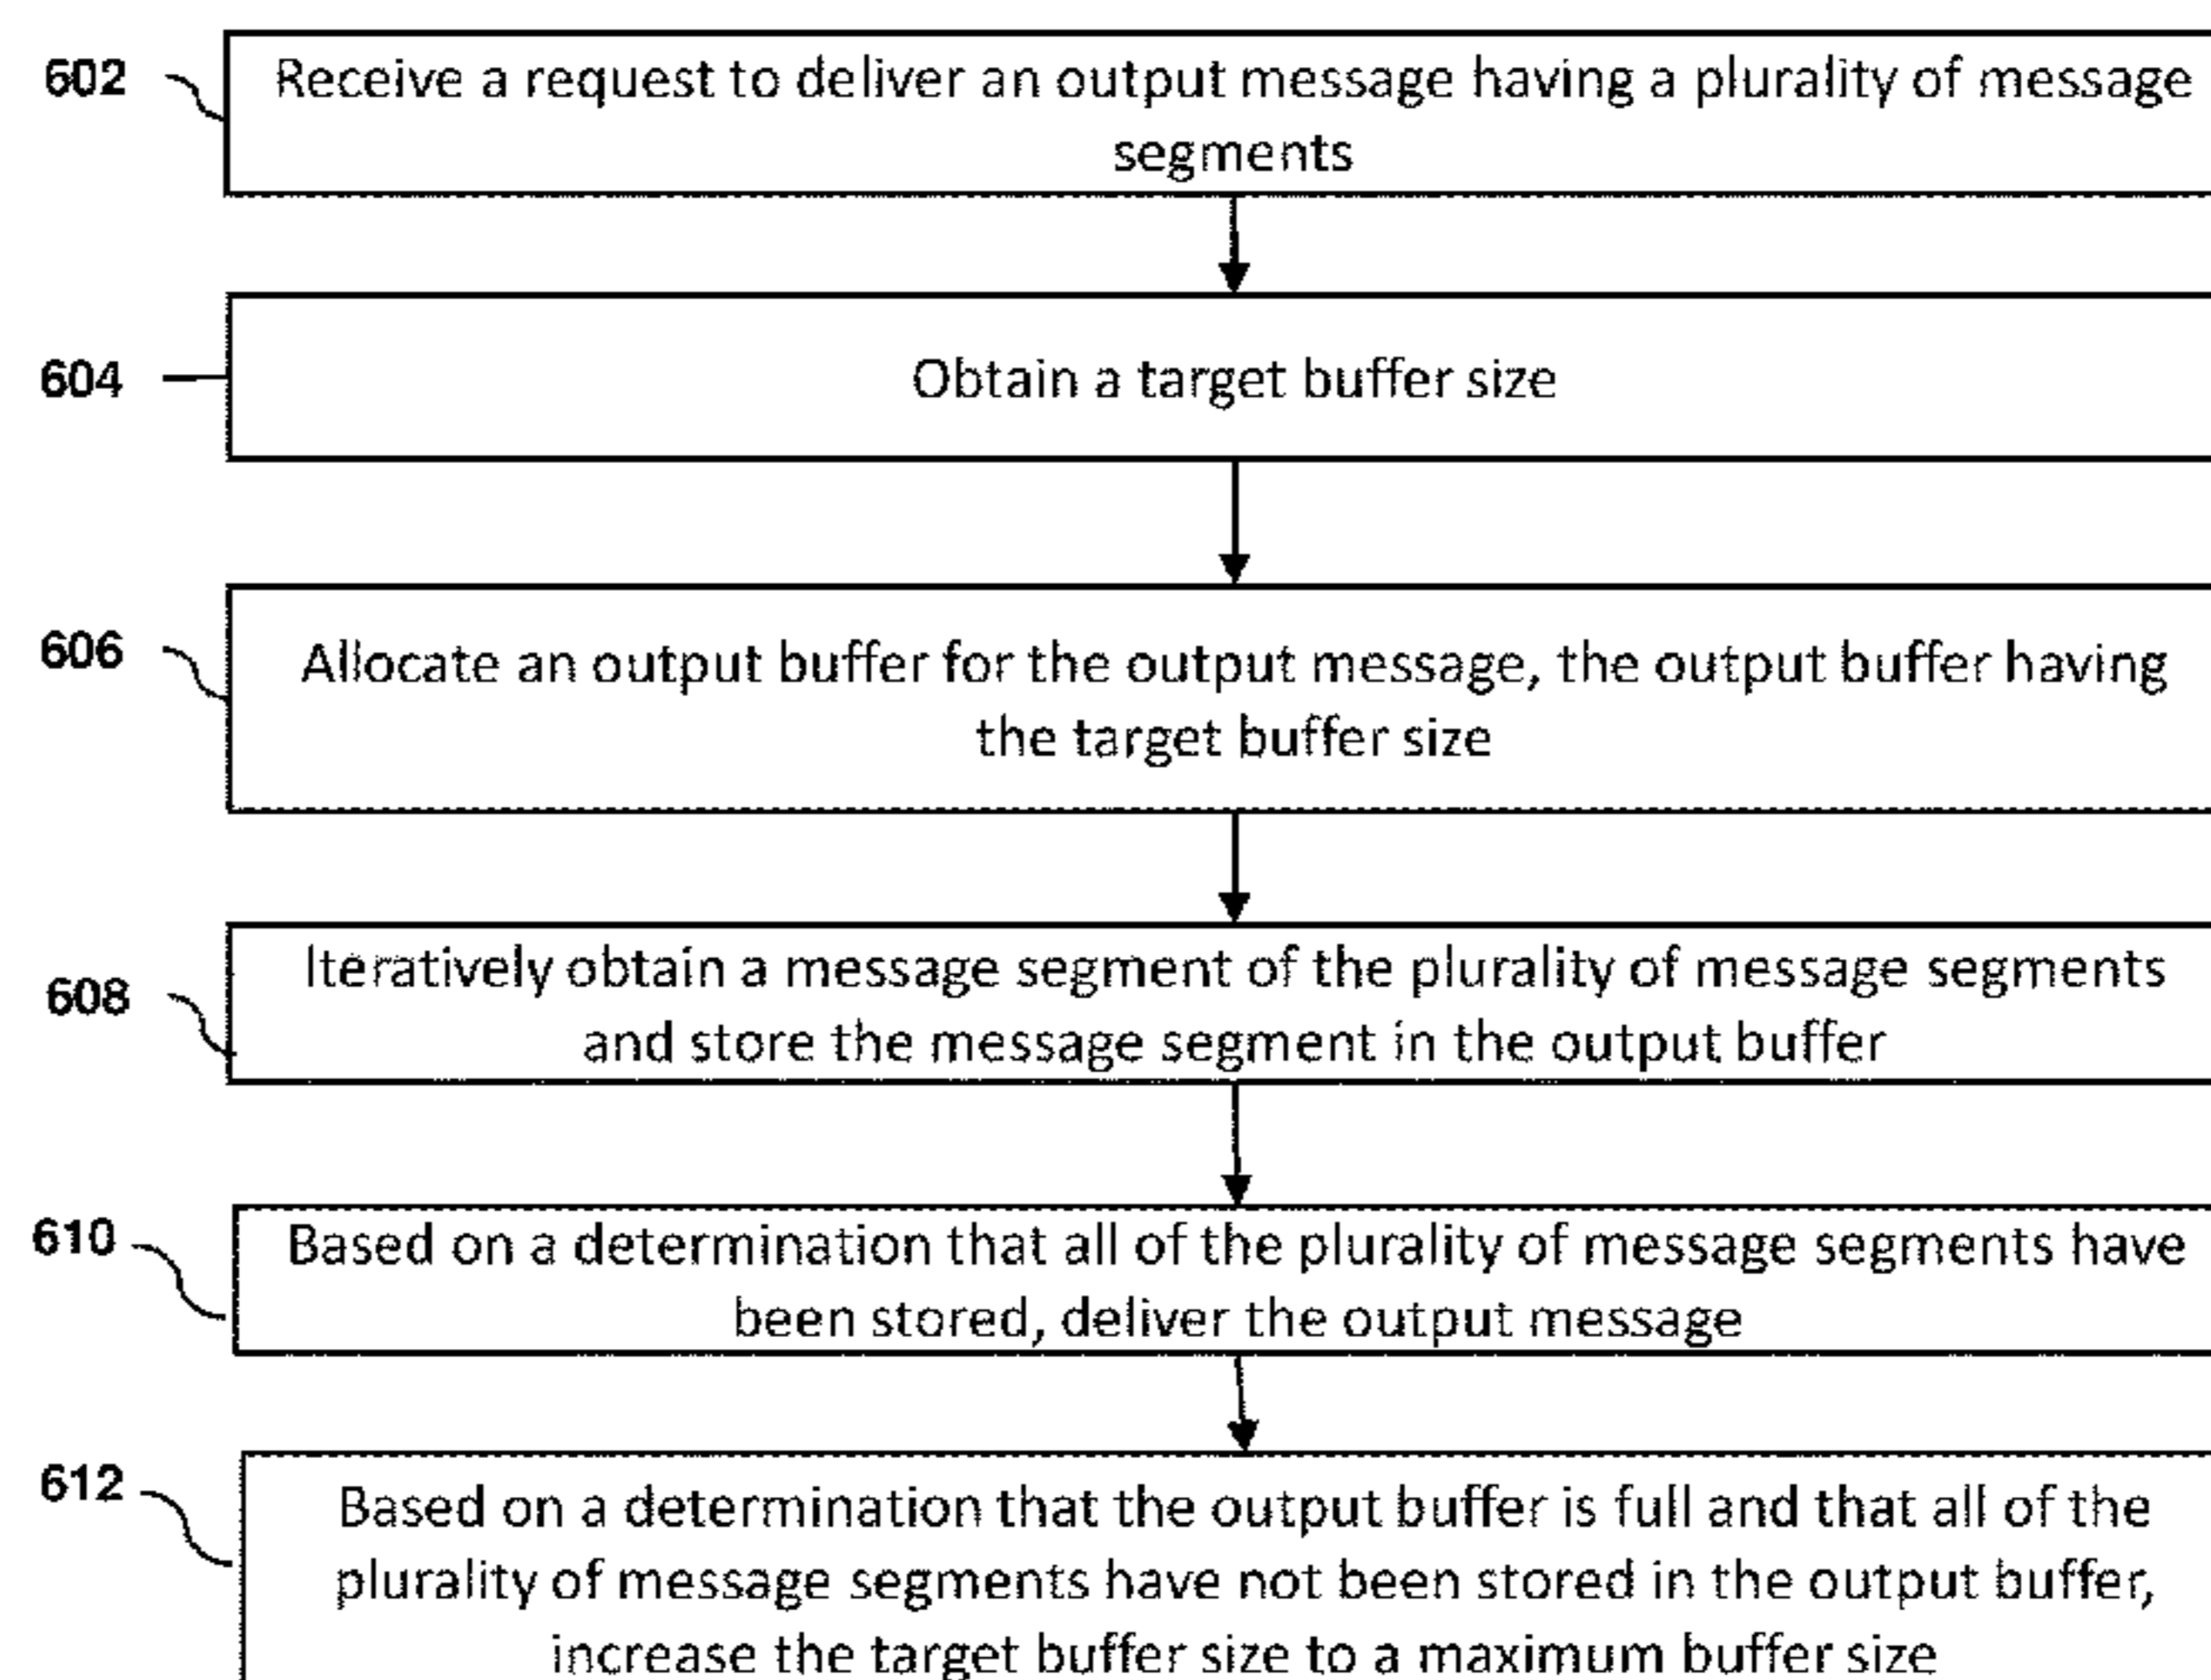 602
Receive a request to deliver an output message having a plurality of message
segments
604
Obtain a target buffer size
606
Allocate an output buffer for the output message, the output buffer having
the target buffer size
608
Iteratively obtain a message segment of the plurality of message segments
and store the message segment in the output buffer
610
Based on a determination that all of the plurality of message segments have
been stored, deliver the output message
612
Based on a determination that the output buffer is full and that all of the
plurality of message segments have not been stored in the output buffer,
increase the target buffer size to a maximum buffer size